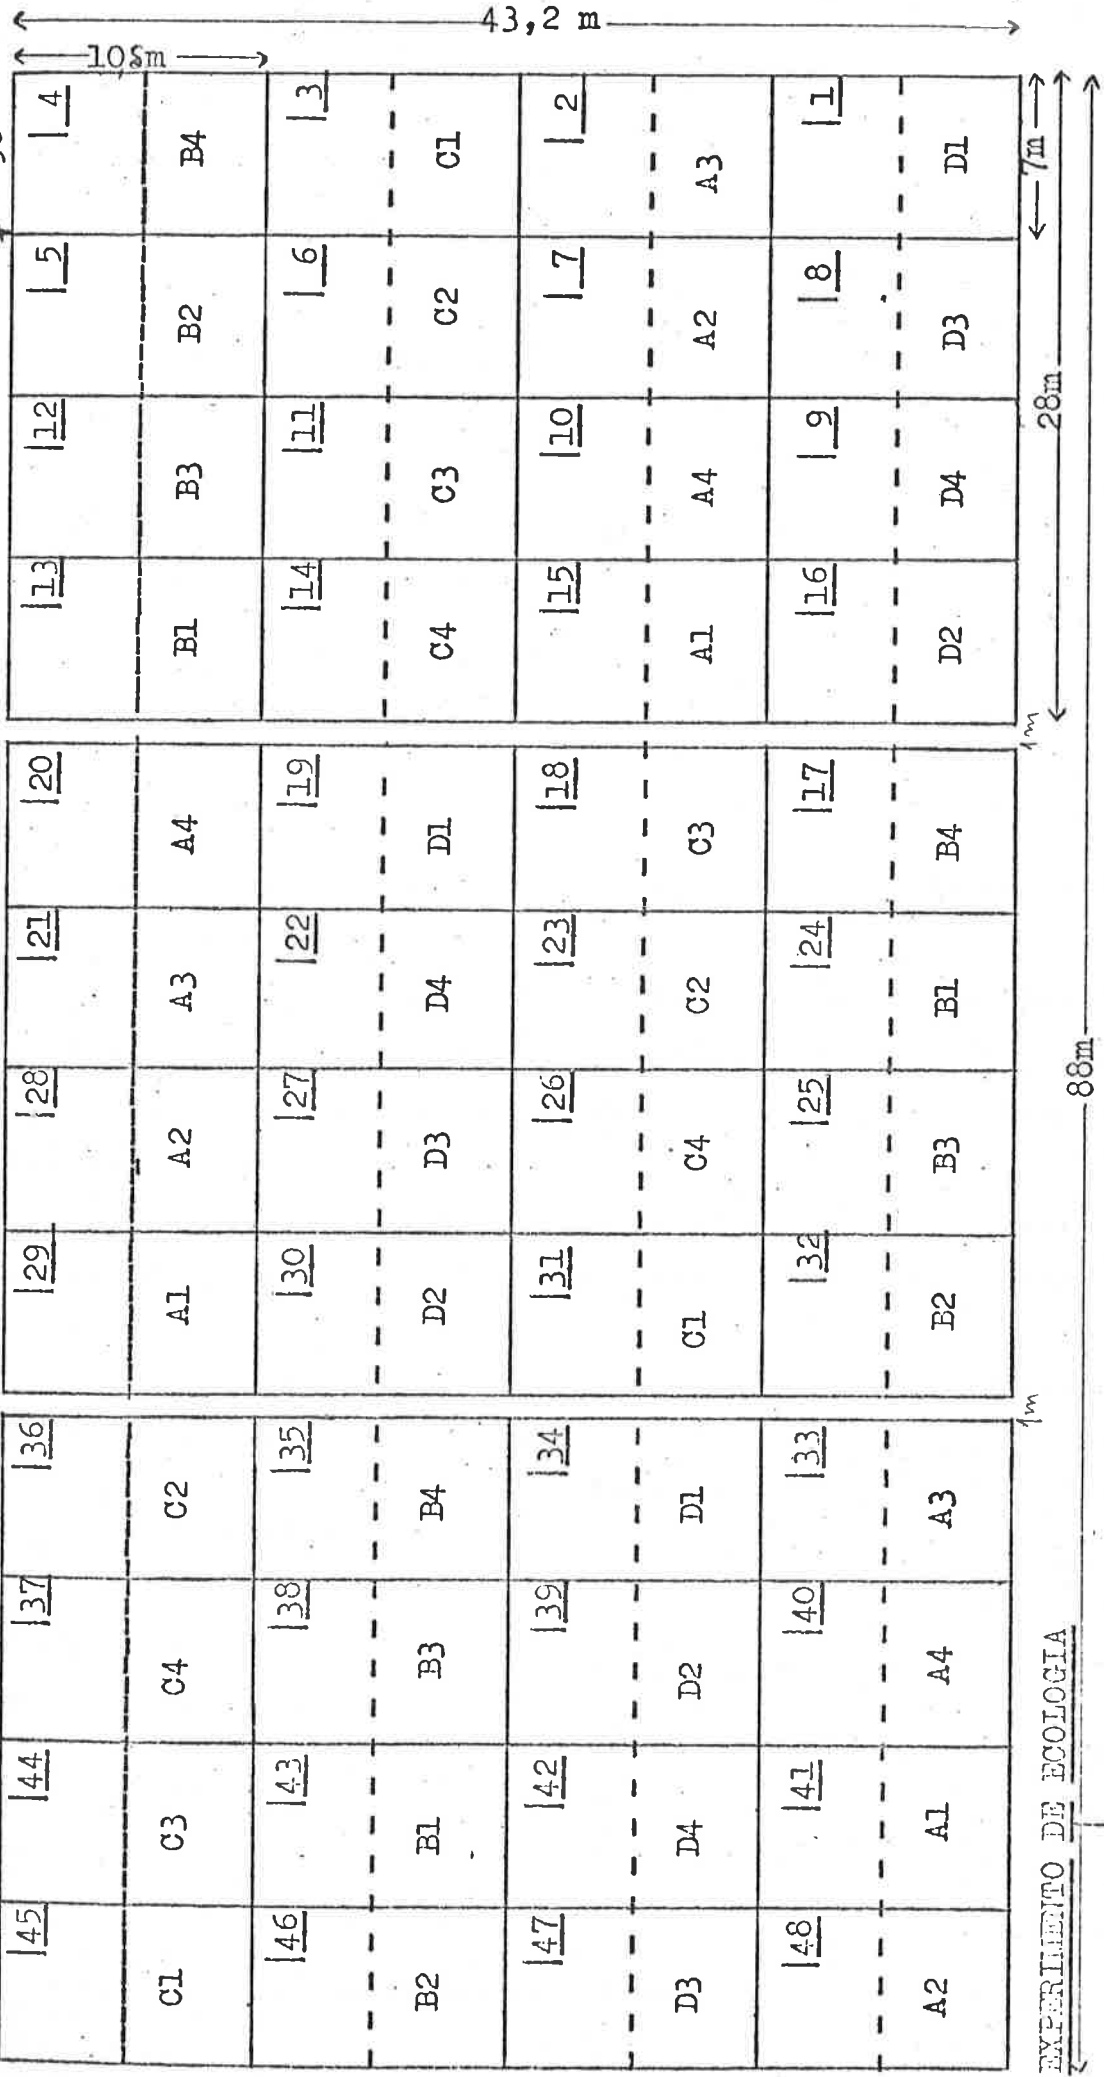 45 44 37 36 29 28 21 20 13 12 5 4
C1 C3 C4 C2 A1 A2 A3 A4 B1 B3 B2 B4
10,8m
46 43 38 35 30 27 22 19 14 11 6 3
B2 B1 B3 B4 D2 D3 D4 D1 C4 C3 C2 C1
43,2 m
47 42 39 34 31 26 23 18 15 10 7 2
D3 D4 D2 D1 C1 C4 C2 C3 A1 A4 A2 A3
48 41 40 33 32 25 24 17 16 9 8 1
A2 A1 A4 A3 B2 B3 B1 B4 D2 D4 D3 D1
1m 1m 7m
EXPERIMENTO DE ECOLOGIA
28m
88m